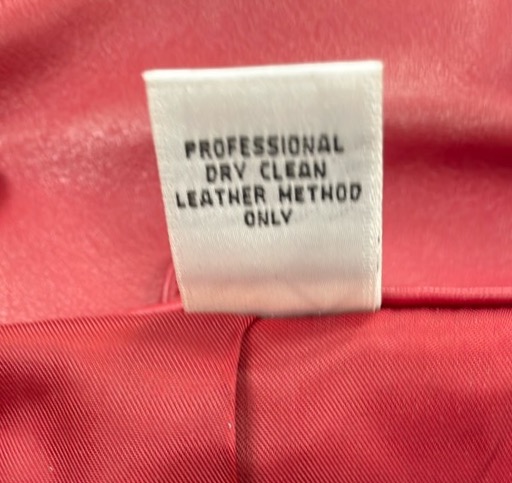 PROFESSIONAL
DRY CLEAN
LEATHER METHOD
ONLY